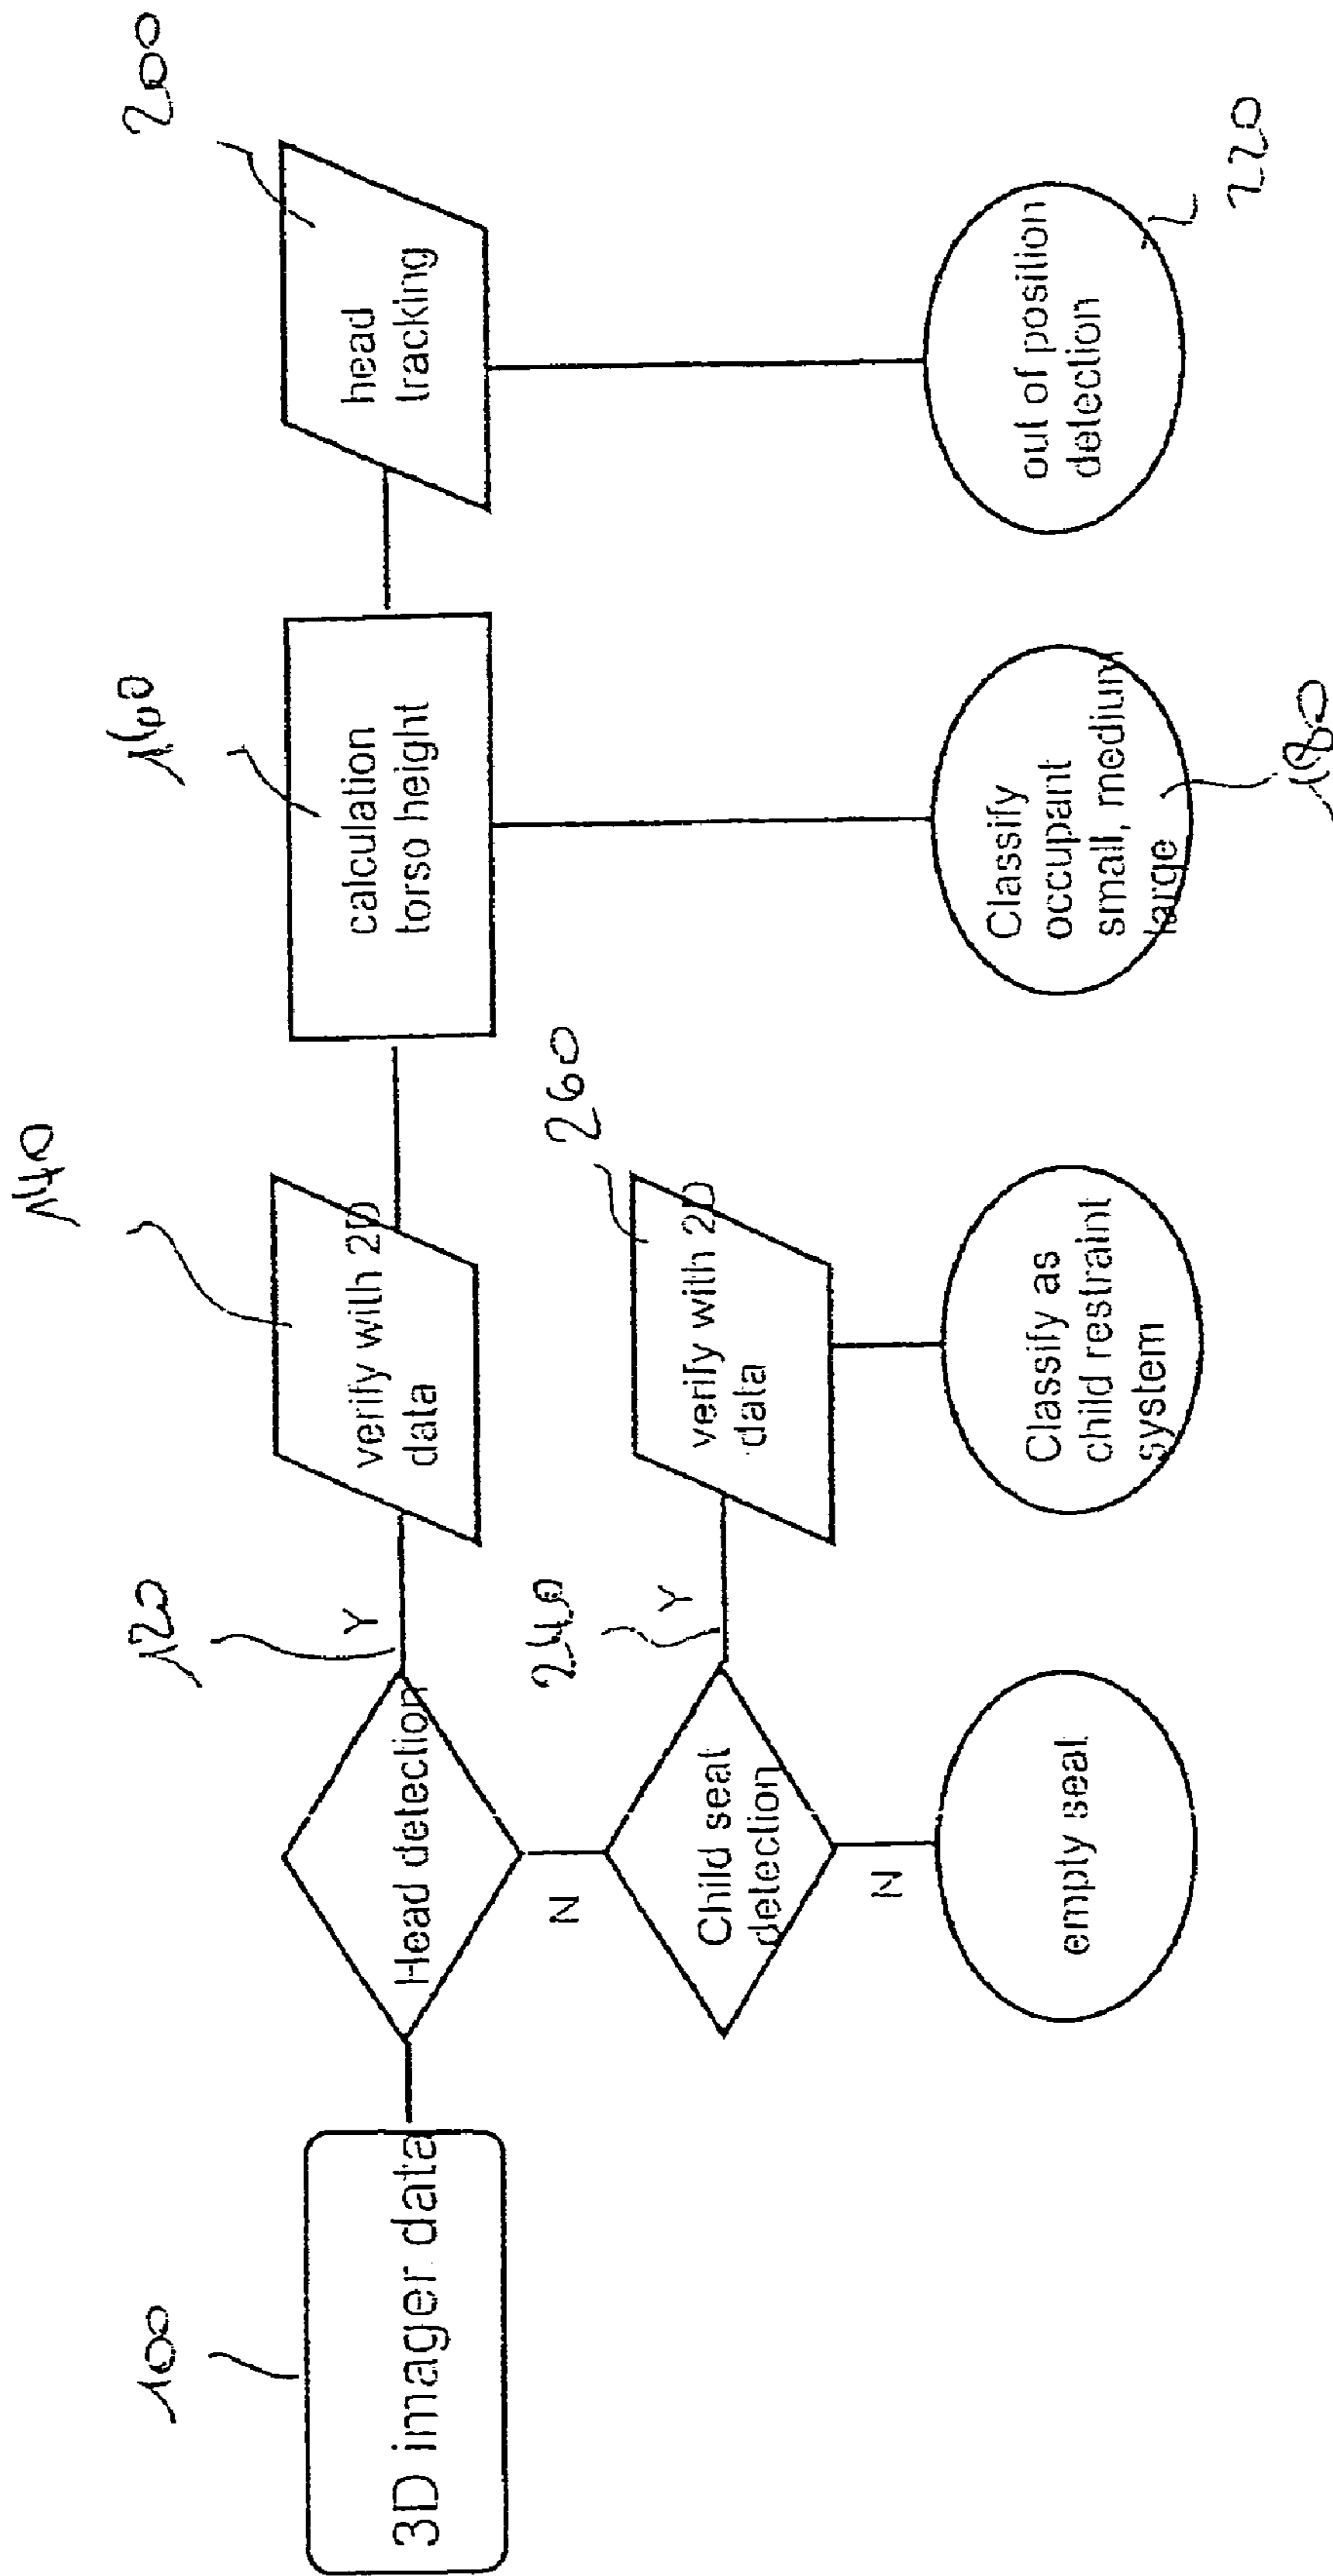 100
3D imager data
120
Head detection
Y
N
140
verify with 2D
data
160
calculation
torso height
200
head
tracking
240
Child seat
detection
Y
N
260
verify with 2D
data
empty seat
Classify as
child restraint
system
Classify
occupant
small, medium
large
180
out of position
detection
220